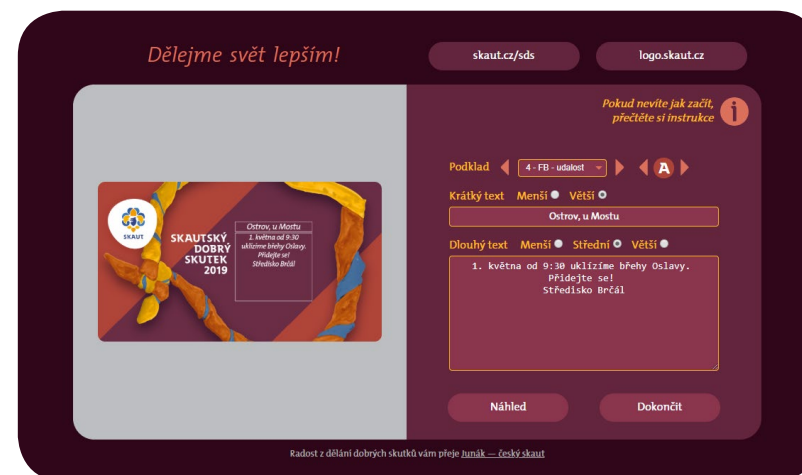 Dělejme svět lepším!
skaut.cz/sds
logo.skaut.cz
Pokud nevíte jak začít,
přečtěte si instrukce
i
SKAUT
SKAUTSKÝ
DOBRÝ
SKUTEK
2019
Ostrov, u Mostu
1. května od 9:30
uklízíme břehy Oslavy.
Přidejte se!
Středisko Brčál
Podklad 4 - FB - udalost A
Krátký text Menší Větší
Ostrov, u Mostu
Dlouhý text Menší Střední Větší
1. května od 9:30 uklízíme břehy Oslavy.
Přidejte se!
Středisko Brčál
Náhled
Dokončit
Radost z dělání dobrých skutků vám přeje Junák — český skaut